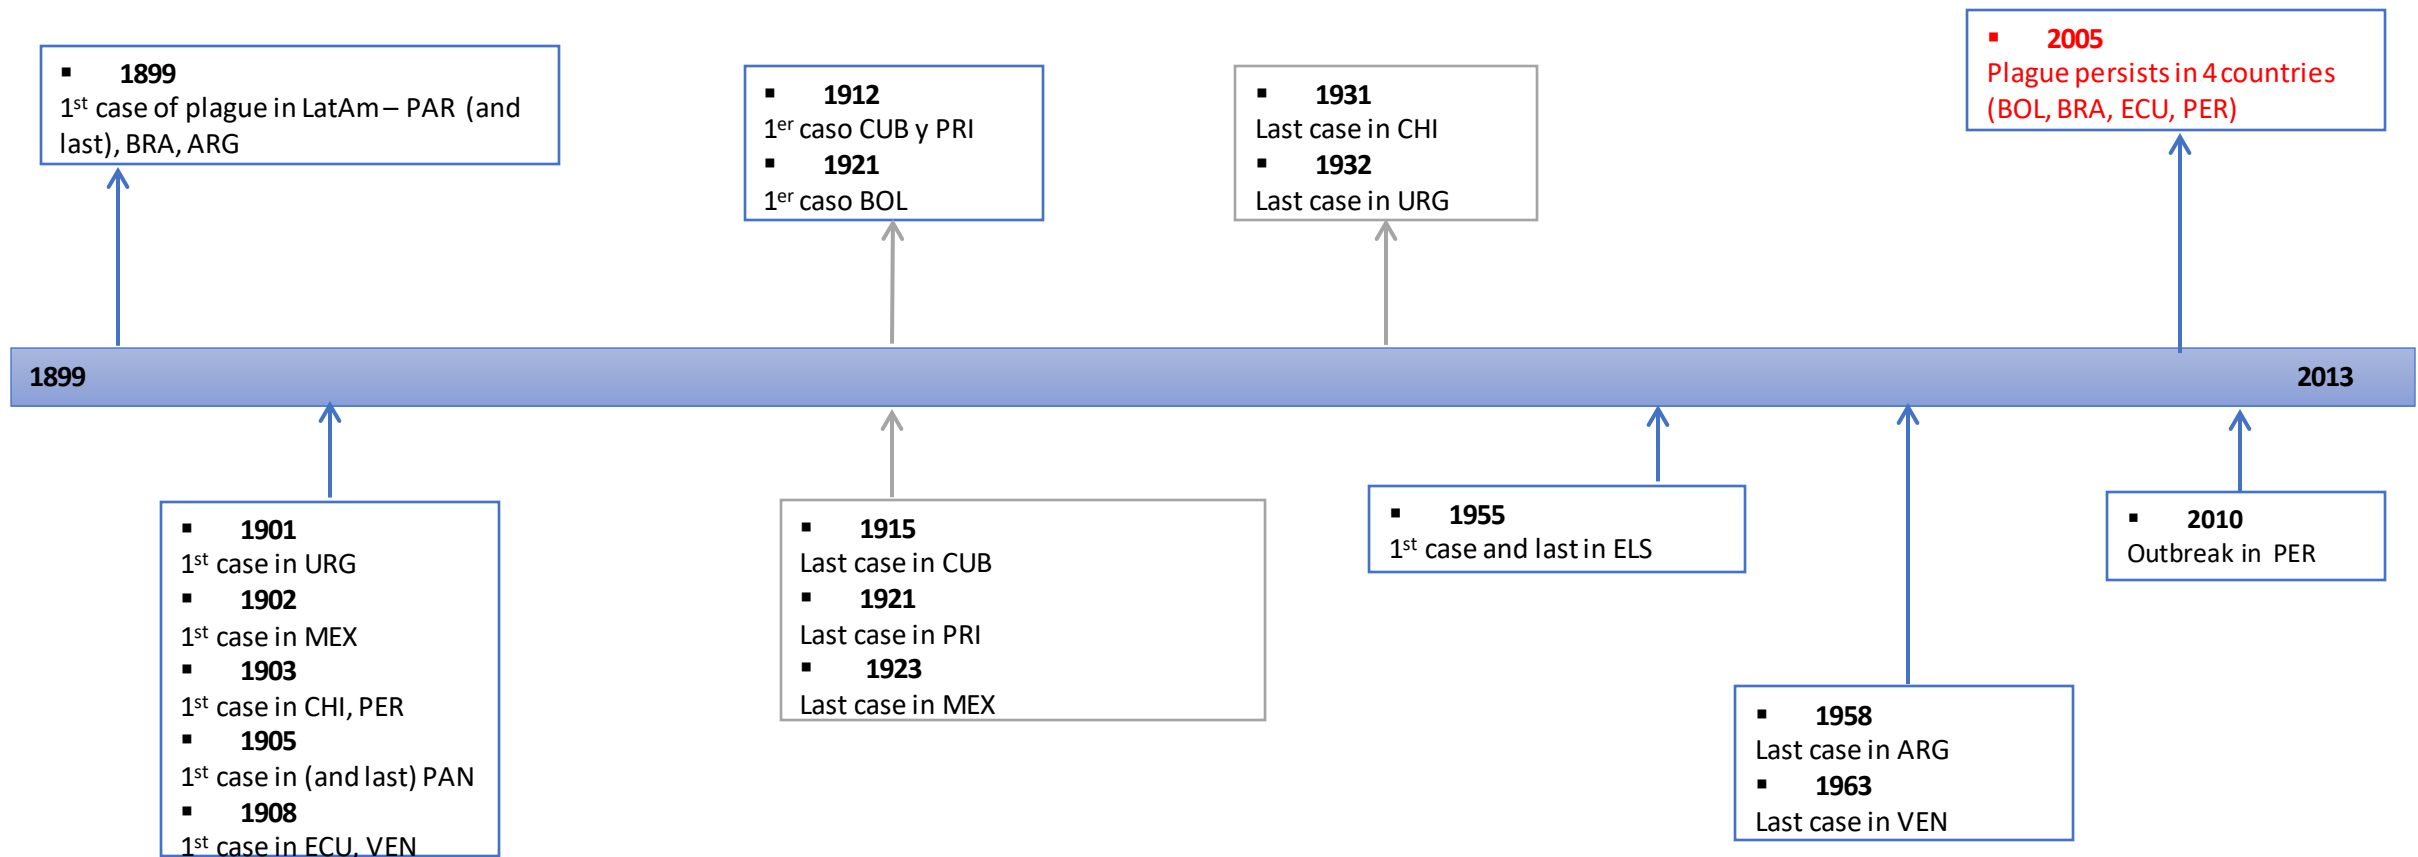 ▪ 1899
1st case of plague in LatAm – PAR (and
last), BRA, ARG
▪ 1912
1er caso CUB y PRI
▪ 1921
1er caso BOL
▪ 1931
Last case in CHI
▪ 1932
Last case in URG
▪ 2005
Plague persists in 4 countries
(BOL, BRA, ECU, PER)
1899
2013
▪ 1901
1st case in URG
▪ 1902
1st case in MEX
▪ 1903
1st case in CHI, PER
▪ 1905
1st case in (and last) PAN
▪ 1908
1st case in ECU, VEN
▪ 1915
Last case in CUB
▪ 1921
Last case in PRI
▪ 1923
Last case in MEX
▪ 1955
1st case and last in ELS
▪ 1958
Last case in ARG
▪ 1963
Last case in VEN
▪ 2010
Outbreak in PER